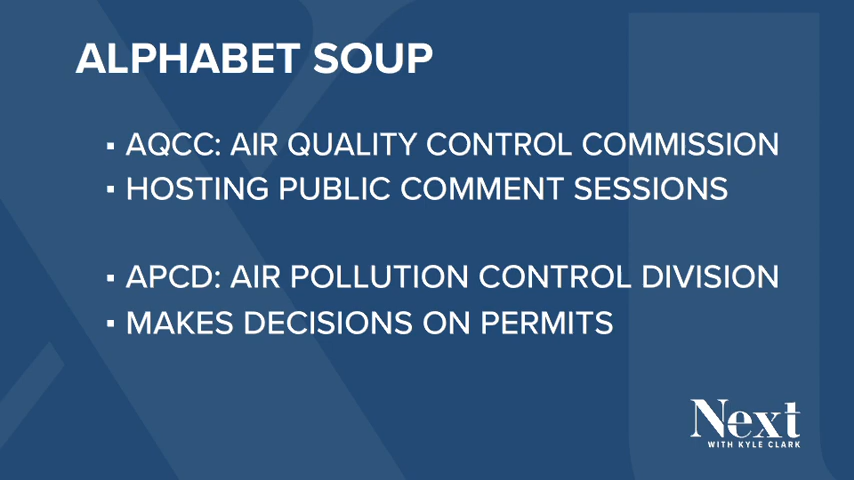 ALPHABET SOUP
▪ AQCC: AIR QUALITY CONTROL COMMISSION
▪ HOSTING PUBLIC COMMENT SESSIONS
▪ APCD: AIR POLLUTION CONTROL DIVISION
▪ MAKES DECISIONS ON PERMITS
Next
WITH KYLE CLARK